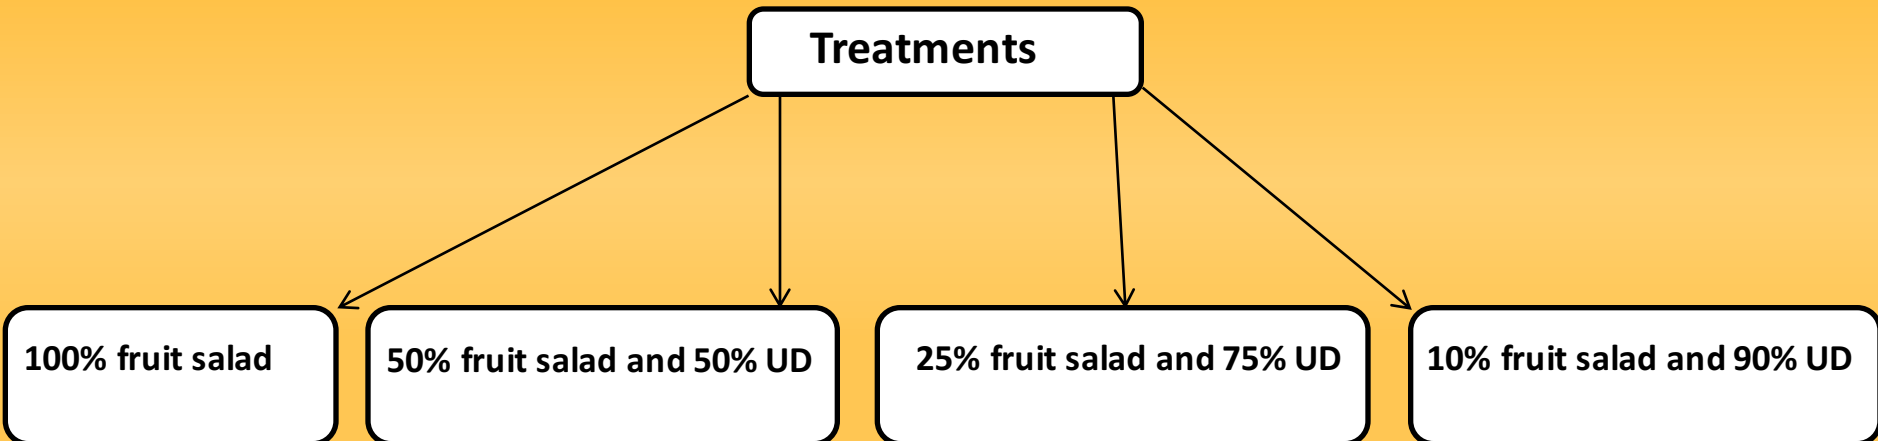 Treatments
100% fruit salad
50% fruit salad and 50% UD
25% fruit salad and 75% UD
10% fruit salad and 90% UD